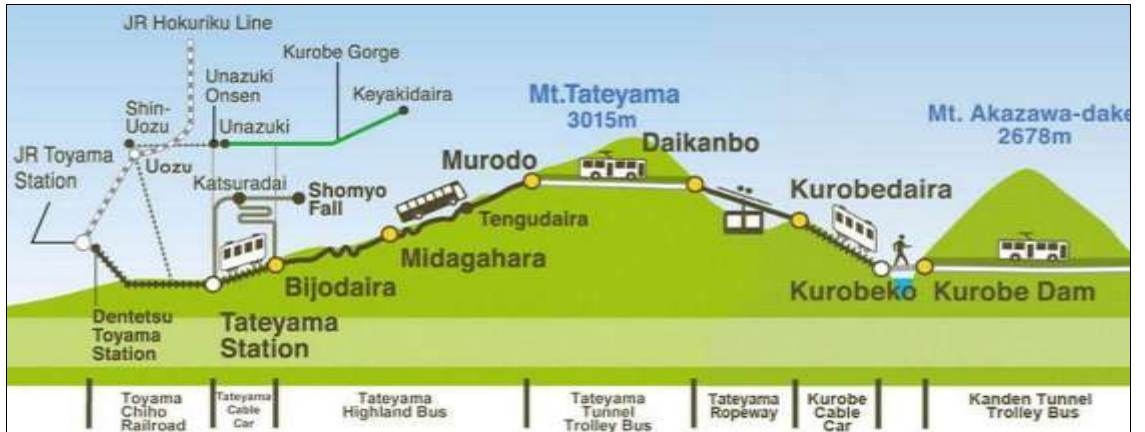 JR Hokuriku Line
Kurobe Gorge
Unazuki
Onsen
Keyakidaira
Shin-
Uozu
Unazuki
Mt.Tateyama
3015m
Mt. Akazawa-dake
2678m
JR Toyama
Station
Uozu
Murodo
Daikanbo
Katsuradai
Shomyo
Fall
Kurobedaira
Tengudaira
Midagahara
Bijodaira
Kurobeko
Kurobe Dam
Dentetsu
Toyama
Station
Tateyama
Station
Toyama
Chiho
Railroad
Tateyama
Cable
Car
Tateyama
Highland Bus
Tateyama
Tunnel
Trolley Bus
Tateyama
Ropeway
Kurobe
Cable
Car
Kanden Tunnel
Trolley Bus